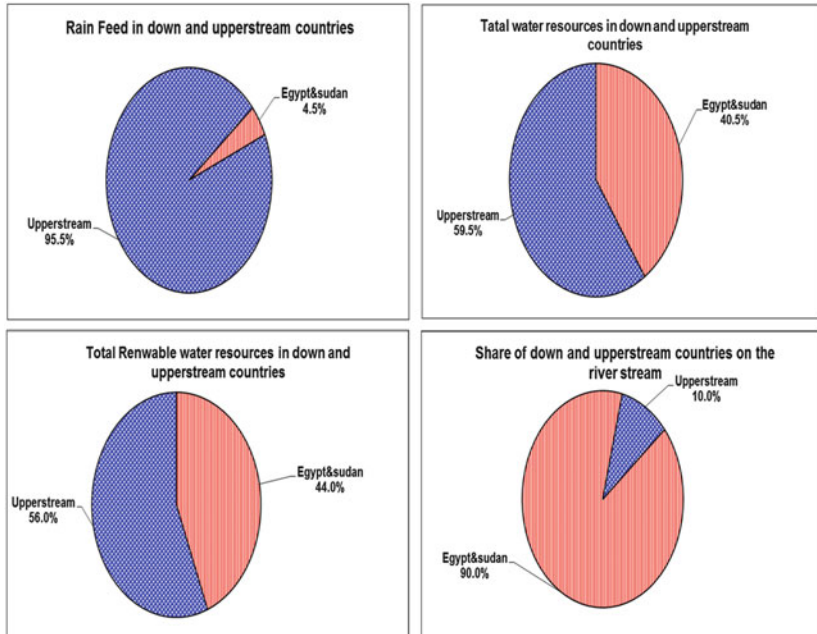 Rain Feed in down and upperstream countries
Egypt&sudan
4.5%
Upperstream
95.5%
Tatal water resources in down and upperstream
countries
Egypt&sudan
40.5%
Upperstream
59.5%
Total Renwable water resources in down and
upperstream countries
Egypt&sudan
44.0%
Upperstream
56.0%
Share of down and upperstream countries on the
river stream
Upperstream
10.0%
Egypt&sudan
90.0%